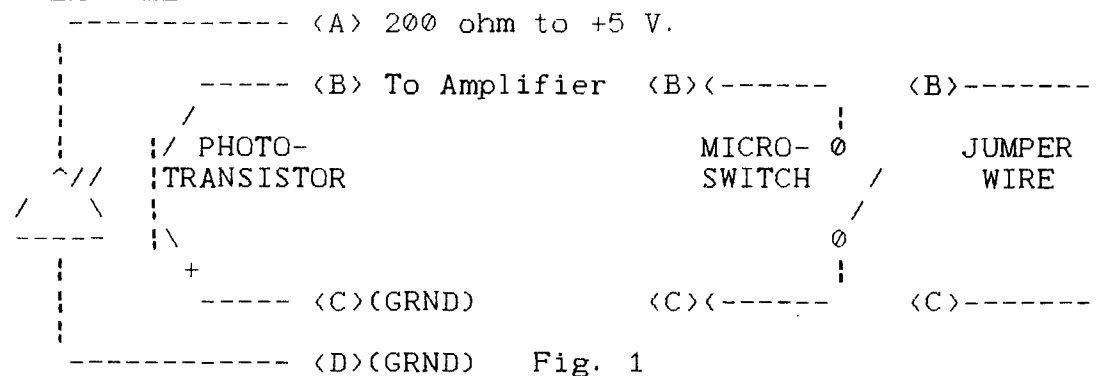 <A> 200 ohm to +5 V.
<B> To Amplifier <B><------ <B>-------
PHOTO- MICRO- Ø JUMPER
TRANSISTOR SWITCH WIRE
Ø
+
<C>(GRND) <C><------ <C>-------
<D>(GRND) Fig. 1